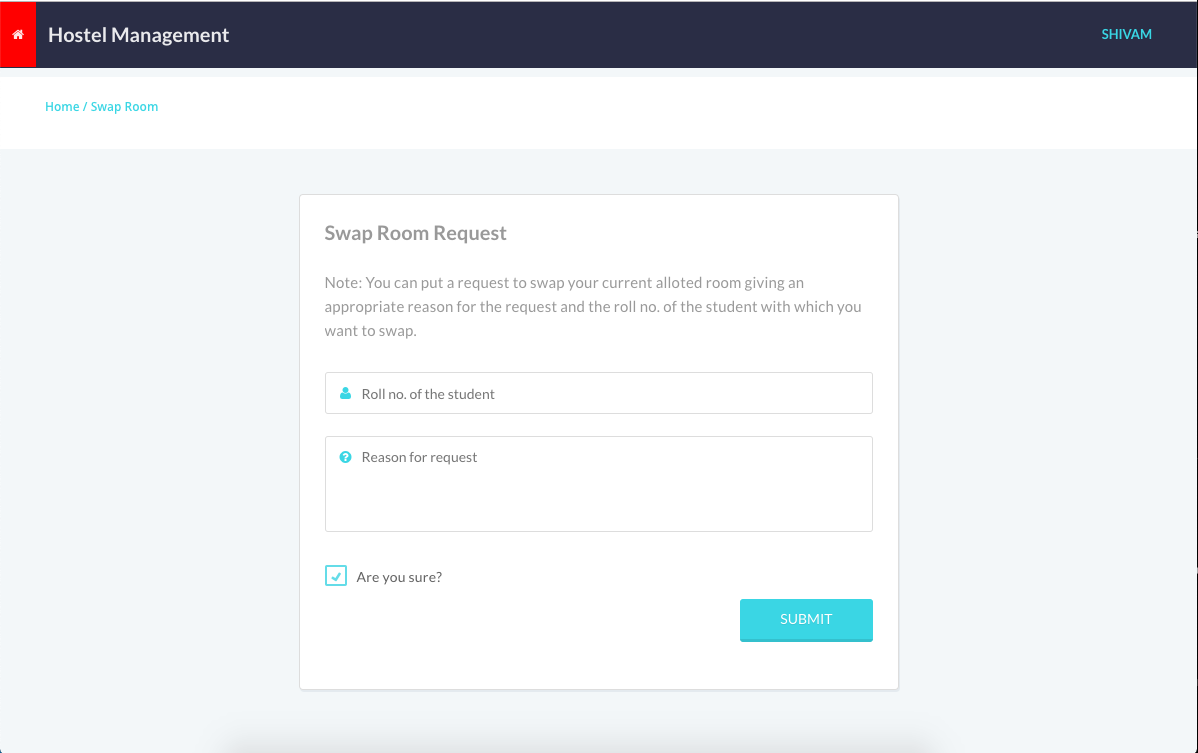 Hostel Management
SHIVAM
Home / Swap Room
Swap Room Request
Note: You can put a request to swap your current alloted room giving an
appropriate reason for the request and the roll no. of the student with which you
want to swap.
Roll no. of the student
Reason for request
Are you sure?
SUBMIT